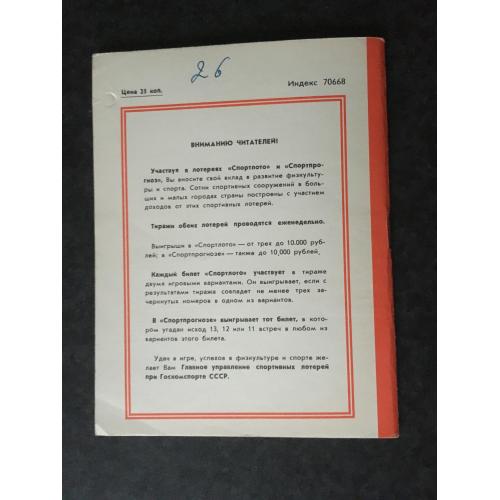 26
Цена 25 коп.
Индекс 70668
ВНИМАНИЮ ЧИТАТЕЛЕЙ!
Участвуя в лотереях «Спортлото» и «Спортпро-
гноз», Вы вносите свой вклад в развитие физкульту-
ры и спорта. Сотни спортивных сооружений в боль-
ших и малых городах страны построены с участием
доходов от этих спортивных лотерей.
Тиражи обеих лотерей проводятся еженедельно.
Выигрыши в «Спортлото» — от трех до 10.000 руб-
лей; в «Спортпрогнозе» — также до 10,000 рублей.
Каждый билет «Спортлото» участвует в тираже
двумя игровыми вариантами. Он выигрывает, если с
результатами тиража совпадет не менее трех за-
черкнутых номеров в одном из вариантов.
В «Спортпрогнозе» выигрывает тот билет, в кото-
ром угадан исход 13, 12 или 11 встреч в любом из
вариантов этого билета.
Удач в игре, успехов в физкультуре и спорте же-
лает Вам Главное управление спортивных лотерей
при Госкомспорте СССР.